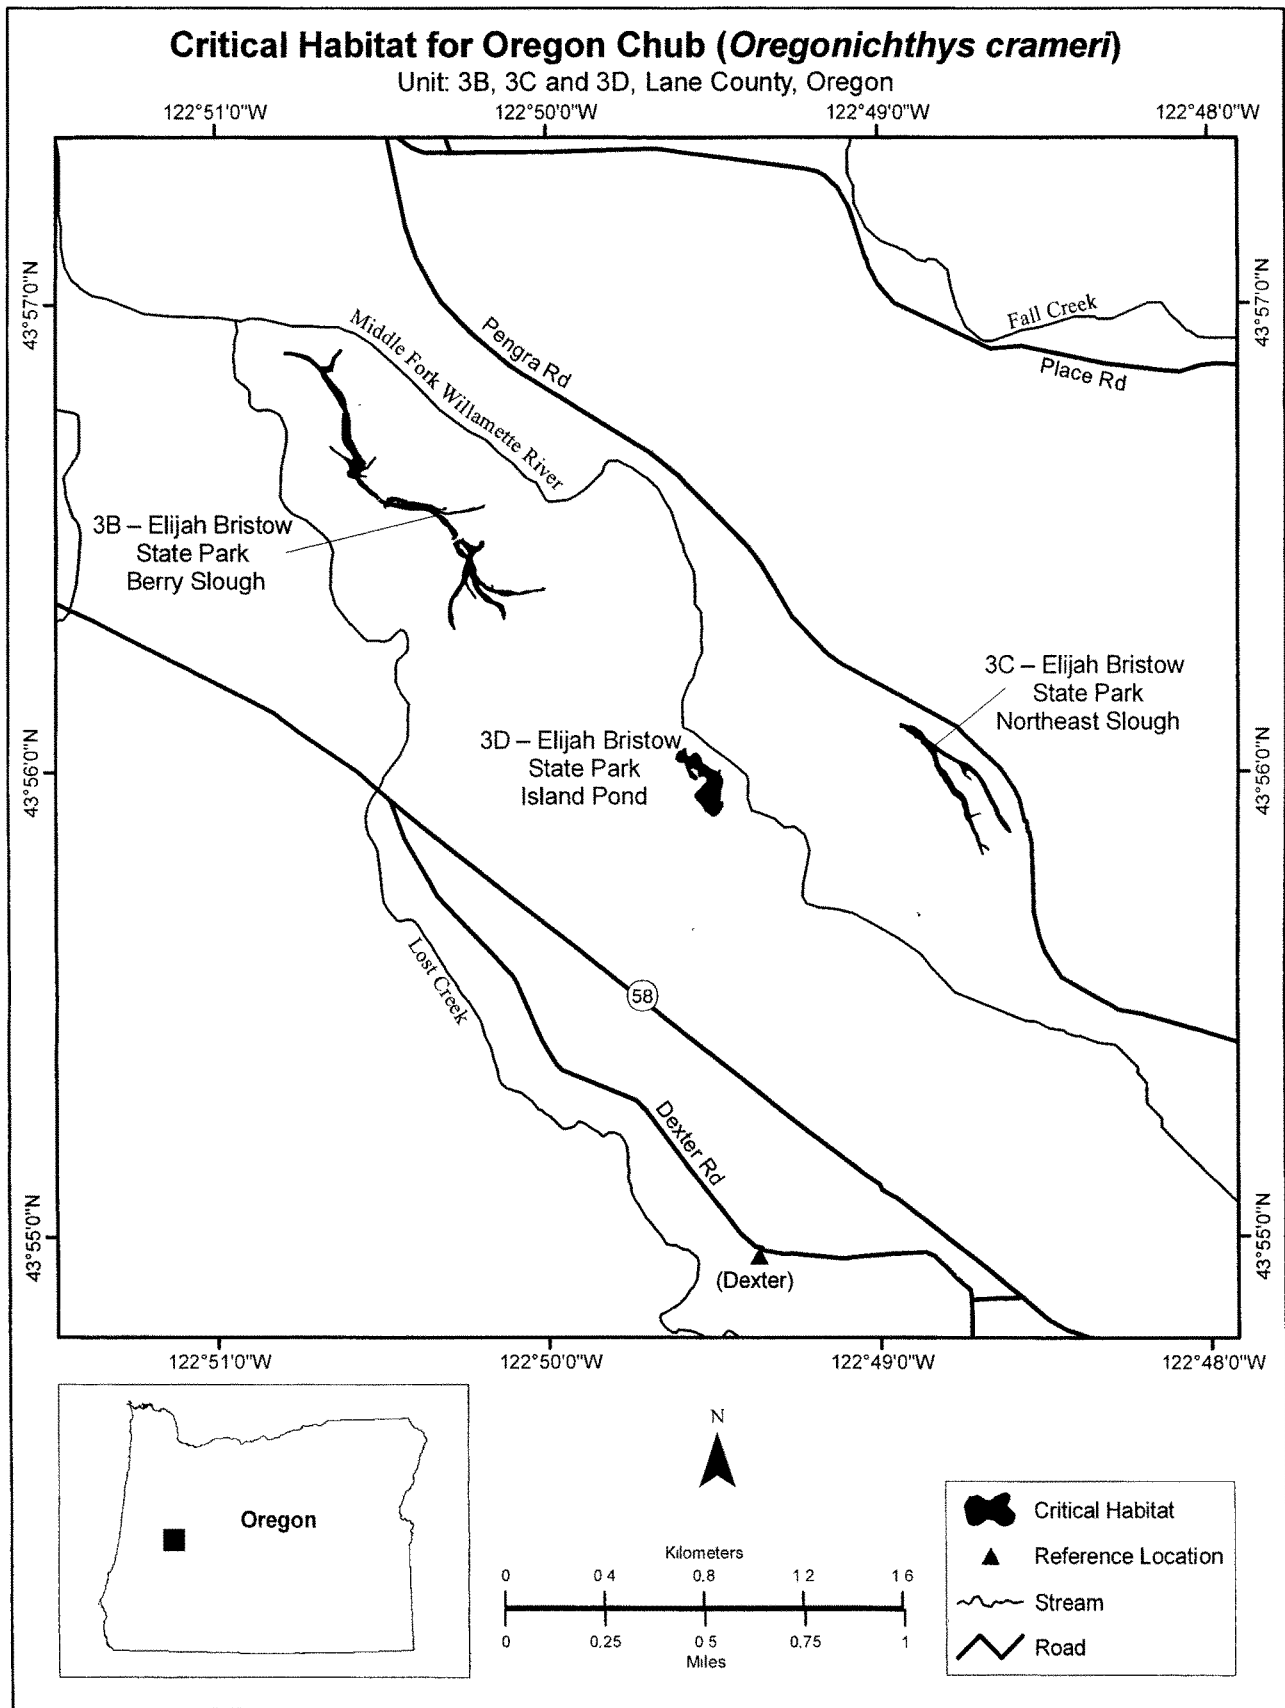 Critical Habitat for Oregon Chub (Oregonichthys crameri)
Unit: 3B, 3C and 3D, Lane County, Oregon
122°51'0"W
122°50'0"W
122°49'0"W
122°48'0"W
43°57'0"N
43°57'0"N
Fall Creek
Place Rd
Pengra Rd
Middle Fork Willamette River
3B – Elijah Bristow
State Park
Berry Slough
3C – Elijah Bristow
State Park
Northeast Slough
3D – Elijah Bristow
State Park
Island Pond
43°56'0"N
43°56'0"N
Lost Creek
58
Dexter Rd
43°55'0"N
43°55'0"N
(Dexter)
122°51'0"W
122°50'0"W
122°49'0"W
122°48'0"W
Oregon
N
Kilometers
0 0 4 0.8 1 2 1 6
0 0.25 0 5 0.75 1
Miles
Critical Habitat
Reference Location
Stream
Road